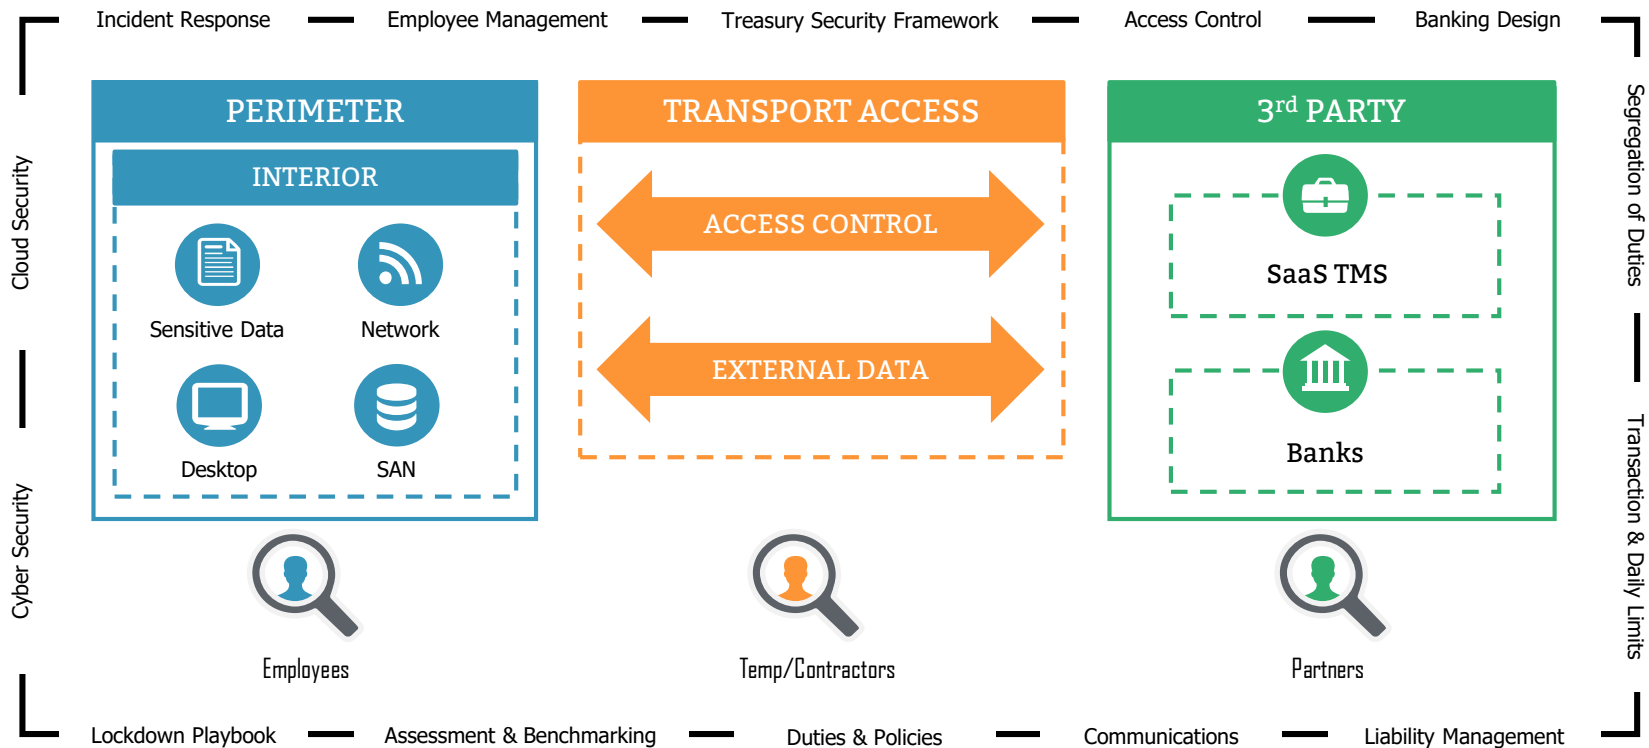 Incident Response
Employee Management
Treasury Security Framework
Access Control
Banking Design
Cloud Security
Cyber Security
PERIMETER
INTERIOR
Sensitive Data
Network
Desktop
SAN
Employees
TRANSPORT ACCESS
ACCESS CONTROL
EXTERNAL DATA
Temp/Contractors
3rd PARTY
SaaS TMS
Banks
Partners
Segregation of Duties
Transaction & Daily Limits
Lockdown Playbook
Assessment & Benchmarking
Duties & Policies
Communications
Liability Management